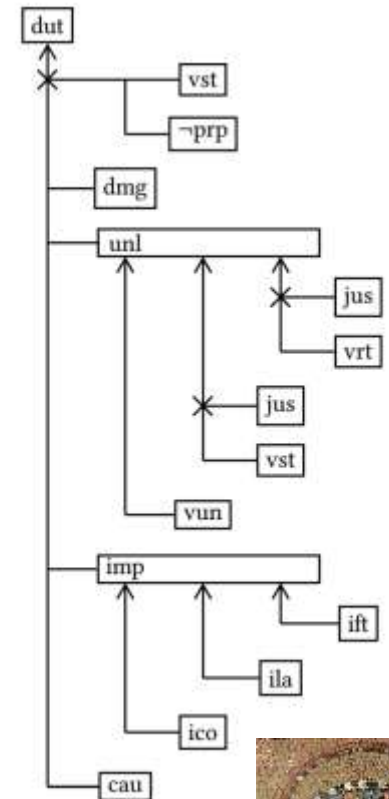 dut
vst
¬prp
dmg
unl
jus
vrt
jus
vst
vun
imp
ift
ila
ico
cau